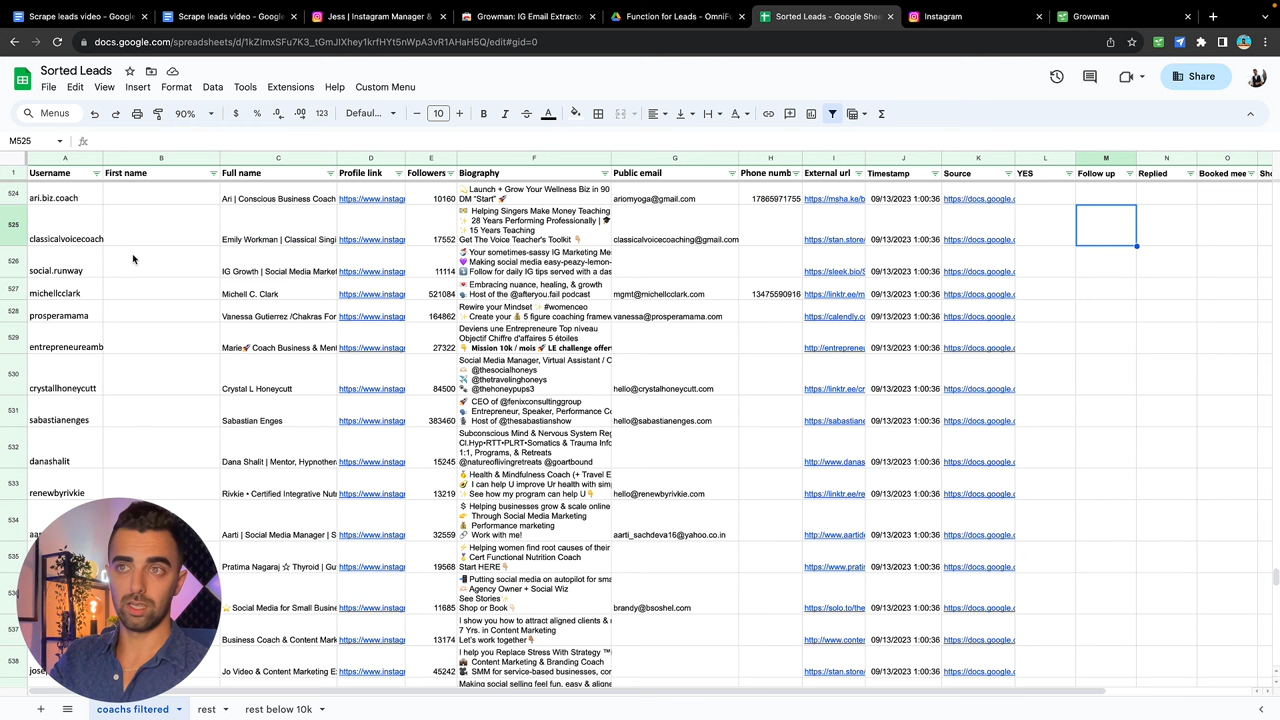 Scrape leads video - Google
Scrape leads video - Google
Jess | Instagram Manager &
Growman: IG Email Extractor
Function for Leads - OmniFu
Sorted Leads - Google Shee
Instagram
Growman
docs.google.com/spreadsheets/d/1kZImxSFu7K3_tGmJIXhey1krfHYt5nWpA3vR1AHaH5Q/edit#gid=0
Sorted Leads
File Edit View Insert Format Data Tools Extensions Help Custom Menu
Share
Menus 90% $ % .0 .00 123 Defaul... 10 B I A Σ
M525 fx
A B C D E F G H I J K L M N O
1 Username First name Full name Profile link Followers Biography Public email Phone numb External url Timestamp Source YES Follow up Replied Booked mee Sho
💫 Launch + Grow Your Wellness Biz in 90
524 ari.biz.coach Ari | Conscious Business Coach https://www.instagr 10160 DM "Start" 🚀 ariomyoga@gmail.com 17865971755 https://msha.ke/b 09/13/2023 1:00:36 https://docs.google.c
Helping Singers Make Money Teaching
✨ 28 Years Performing Professionally | 🎓
✨ 15 Years Teaching
525 classicalvoicecoach Emily Workman | Classical Singi https://www.instagr 17552 Get The Voice Teacher's Toolkit 👇 classicalvoicecoaching@gmail.com https://stan.store/ 09/13/2023 1:00:36 https://docs.google.c
Your sometimes-sassy IG Marketing Me
💜 Making social media easy-peazy-lemon-
526 social.runway IG Growth | Social Media Market https://www.instagr 11114 Follow for daily IG tips served with a das https://sleek.bio/S 09/13/2023 1:00:36 https://docs.google.c
Embracing nuance, healing, & growth
527 michellcclark Michell C. Clark https://www.instagr 521084 Host of the @afteryou.fail podcast mgmt@michellcclark.com 13475590916 https://linktr.ee/m 09/13/2023 1:00:36 https://docs.google.c
Rewire your Mindset ✨ #womenceo
528 prosperamama Vanessa Gutierrez /Chakras For https://www.instagr 164862 ✨ Create your 💰 5 figure coaching framew vanessa@prosperamama.com https://calendly.c 09/13/2023 1:00:36 https://docs.google.c
Deviens une Entrepreneure Top niveau
Objectif Chiffre d'affaires 5 étoiles
529 entrepreneureamb Marie🚀 Coach Business & Ment https://www.instagr 27322 👇 Mission 10k / mois 🚀 LE challenge offert http://entrepreneu 09/13/2023 1:00:36 https://docs.google.c
Social Media Manager, Virtual Assistant / C
@thesocialhoneys
✈️ @thetravelinghoneys
530 crystallhoneycutt Crystal L Honeycutt https://www.instagr 84500 🐾 @thehoneypups3 hello@crystalhoneycutt.com https://linktr.ee/cr 09/13/2023 1:00:36 https://docs.google.c
🚀 CEO of @fenixconsultinggroup
Entrepreneur, Speaker, Performance Co
531 sabastianenges Sabastian Enges https://www.instagr 383460 Host of @thesabastianshow hello@sabastianenges.com https://sabastiane 09/13/2023 1:00:36 https://docs.google.c
Subconscious Mind & Nervous System Reg
Cl.Hyp•RTT•PLRT•Somatics & Trauma Info
1:1, Programs, & Retreats
532 danashalit Dana Shalit | Mentor, Hypnother https://www.instagr 15245 @natureoflivingretreats @goartbound http://www.danas 09/13/2023 1:00:36 https://docs.google.c
Health & Mindfulness Coach (+ Travel E
🥑 I can help U improve Ur health with simp
533 renewbyrivkie Rivkie • Certified Integrative Nutr https://www.instagr 13219 ✨ See how my program can help U👇 hello@renewbyrivkie.com https://linktr.ee/re 09/13/2023 1:00:36 https://docs.google.c
Helping businesses grow & scale online
Through Social Media Marketing
Performance marketing
534 Aarti | Social Media Manager | S https://www.instagr 32559 🔗 Work with me! aarti_sachdeva16@yahoo.co.in https://www.aartid 09/13/2023 1:00:36 https://docs.google.c
⚡ Helping women find root causes of their
Cert Functional Nutrition Coach
535 Pratima Nagaraj ☆ Thyroid | Gu https://www.instagr 19568 Start HERE👇 https://www.prati 09/13/2023 1:00:36 https://docs.google.c
📲 Putting social media on autopilot for sma
Agency Owner + Social Wiz
See Stories✨
Social Media for Small Busine https://www.instagr 11685 Shop or Book👇 brandy@bsoshel.com https://solo.to/the 09/13/2023 1:00:36 https://docs.google.c
I show you how to attract aligned clients &
7 Yrs. in Content Marketing
537 Business Coach & Content Mark https://www.instagr 13174 Let's work together👇 http://www.conten 09/13/2023 1:00:36 https://docs.google.c
I help you Replace Stress With Strategy ™
Content Marketing & Branding Coach
538 Jo Video & Content Marketing E https://www.instagr 45242 SMM for service-based businesses, cor https://stan.store/ 09/13/2023 1:00:36 https://docs.google.c
Making social selling feel fun, easy & aligne
coachs filtered rest rest below 10k